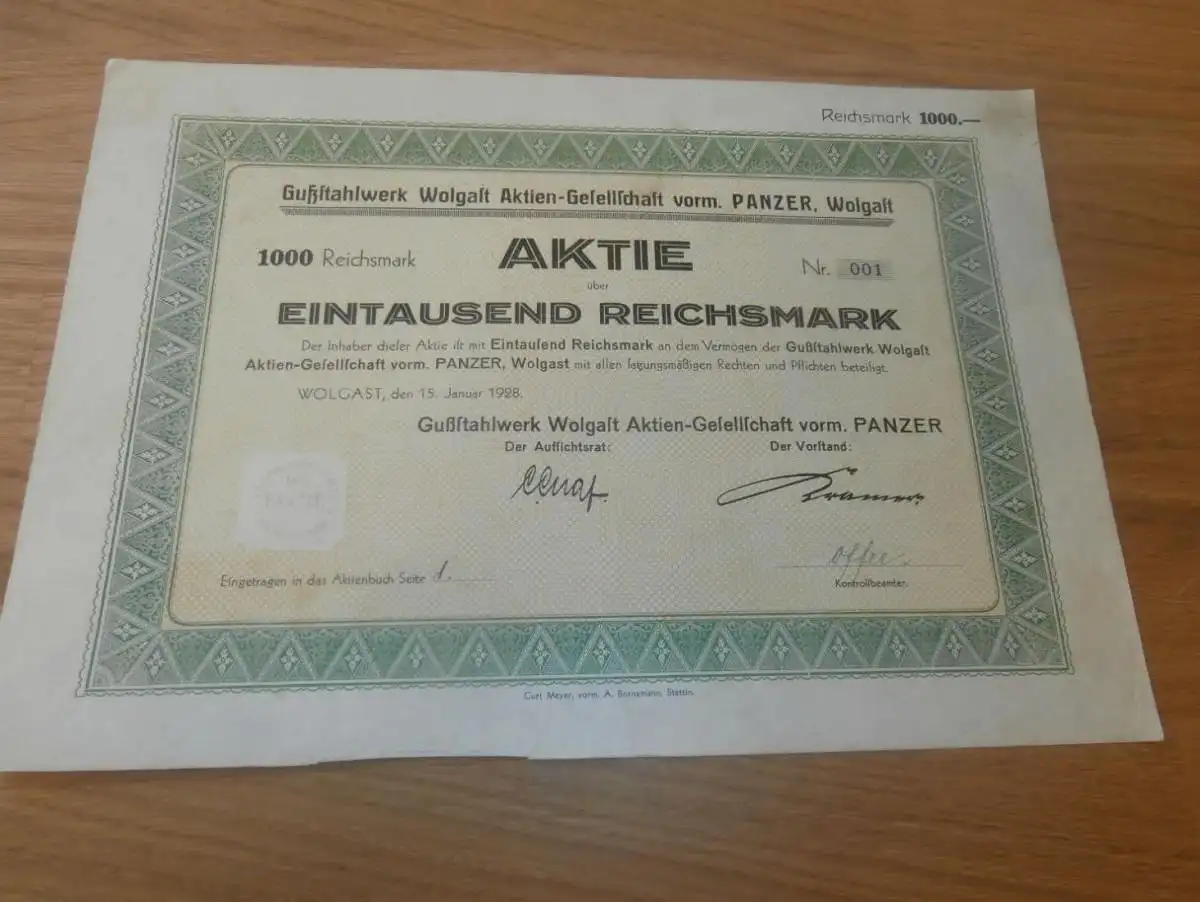 Reichsmark 1000.—
Gußſtahlwerk Wolgaſt Aktien-Geſellſchaft vorm. PANZER, Wolgaſt
1000 Reichsmark AKTIE Nr. 001
über
EINTAUSEND REICHSMARK
Der Inhaber dieſer Aktie iſt mit Eintauſend Reichsmark an dem Vermögen der Gußſtahlwerk Wolgaſt
Aktien-Geſellſchaft vorm. PANZER, Wolgast mit allen ſatzungsmäßigen Rechten und Pflichten beteiligt.
WOLGAST, den 15. Januar 1928.
Gußſtahlwerk Wolgaſt Aktien-Geſellſchaft vorm. PANZER
Der Auſſichtsrat: Der Vorſtand:
Krämer
Eingetragen in das Aktienbuch Seite 1.
Kontrollbeamter.
Curt Meyer, vorm. A. Bornemann, Stettin.